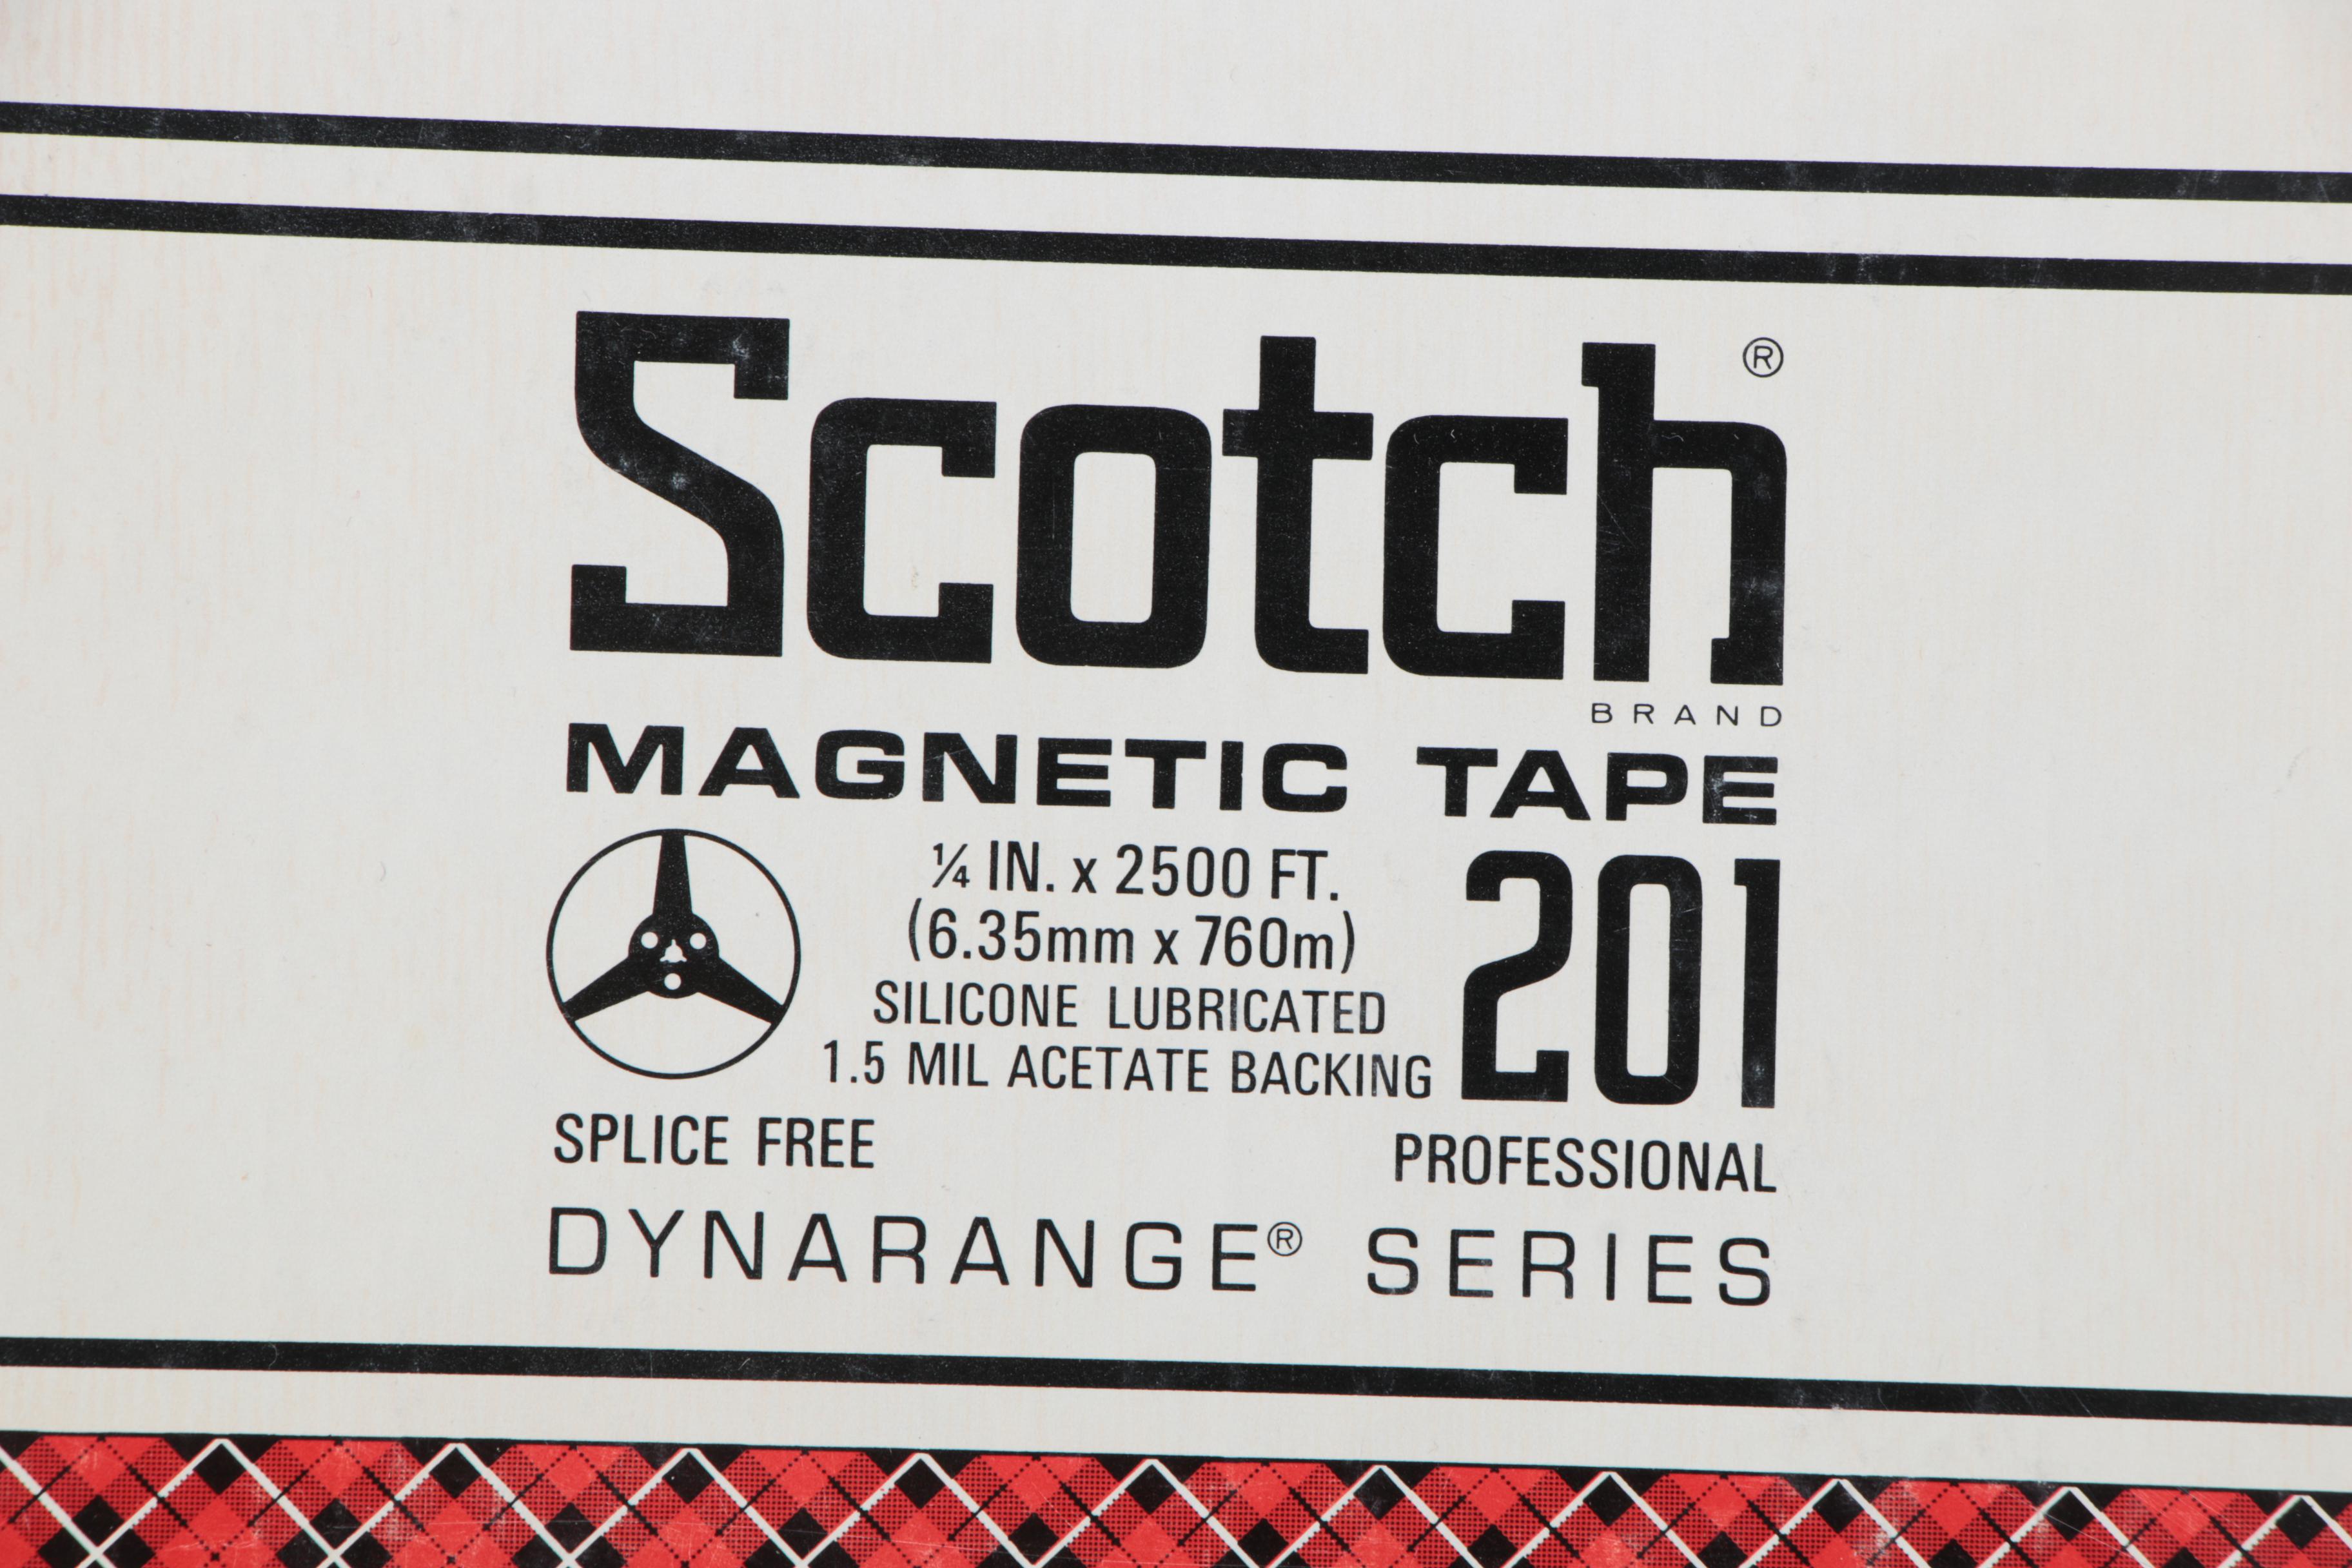 Scotch®
BRAND
MAGNETIC TAPE
¼ IN. x 2500 FT.
(6.35mm x 760m)
SILICONE LUBRICATED
1.5 MIL ACETATE BACKING
201
SPLICE FREE
PROFESSIONAL
DYNARANGE® SERIES